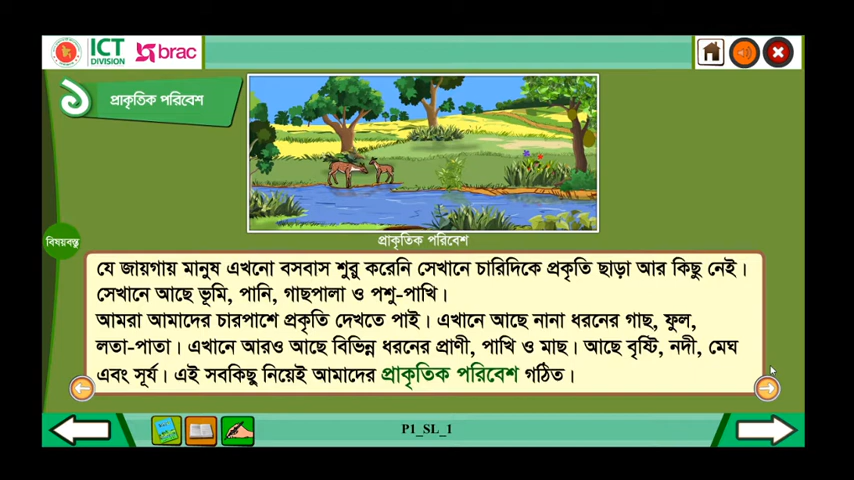 ICT
DIVISION
brac
১
প্রাকৃতিক পরিবেশ
প্রাকৃতিক পরিবেশ
বিষয়বস্তু
যে জায়গায় মানুষ এখনো বসবাস শুরু করেনি সেখানে চারিদিকে প্রকৃতি ছাড়া আর কিছু নেই।
সেখানে আছে ভূমি, পানি, গাছপালা ও পশু-পাখি।
আমরা আমাদের চারপাশে প্রকৃতি দেখতে পাই। এখানে আছে নানা ধরনের গাছ, ফুল,
লতা-পাতা। এখানে আরও আছে বিভিন্ন ধরনের প্রাণী, পাখি ও মাছ। আছে বৃষ্টি, নদী, মেঘ
এবং সূর্য। এই সবকিছু নিয়েই আমাদের প্রাকৃতিক পরিবেশ গঠিত।
P1_SL_1